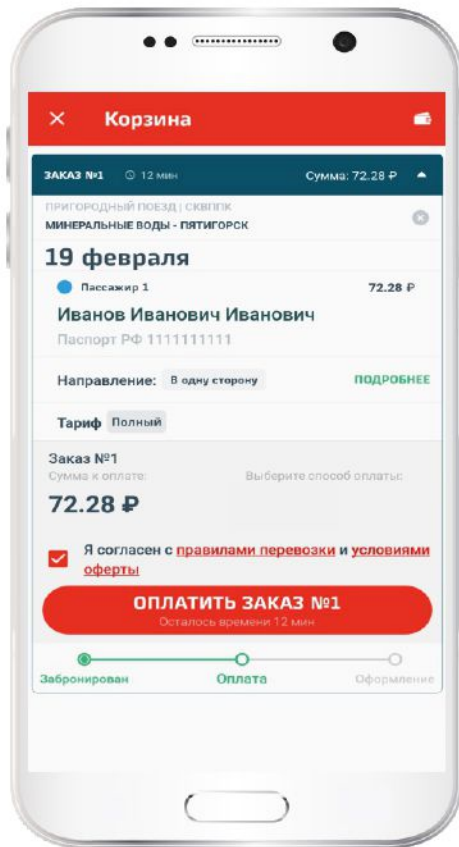 Корзина
ЗАКАЗ №1 12 мин Сумма: 72.28 ₽
ПРИГОРОДНЫЙ ПОЕЗД | СКВППК
МИНЕРАЛЬНЫЕ ВОДЫ - ПЯТИГОРСК
19 февраля
Пассажир 1 72.28 ₽
Иванов Иванович Иванович
Паспорт РФ 1111111111
Направление: В одну сторону ПОДРОБНЕЕ
Тариф Полный
Заказ №1
Сумма к оплате: Выберите способ оплаты:
72.28 ₽
Я согласен с правилами перевозки и условиями
оферты
ОПЛАТИТЬ ЗАКАЗ №1
Осталось времени 12 мин
Забронирован Оплата Оформление